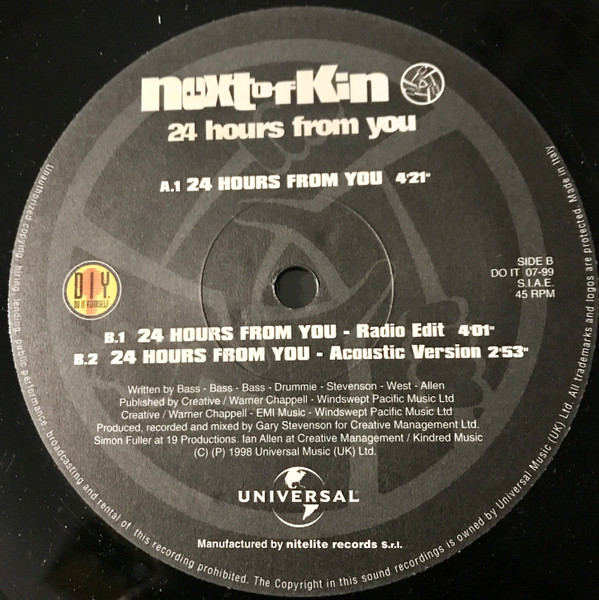 nextofKin
24 hours from you
A.1 24 HOURS FROM YOU 4'21"
D.I.Y.
DO IT YOURSELF
SIDE B
DO IT 07-99
S.I.A.E.
45 RPM
B.1 24 HOURS FROM YOU - Radio Edit 4'01"
B.2 24 HOURS FROM YOU - Acoustic Version 2'53"
Written by Bass - Bass - Bass - Drummie - Stevenson - West - Allen
Published by Creative / Warner Chappell - Windswept Pacific Music Ltd
Creative / Warner Chappell - EMI Music - Windswept Pacific Music Ltd
Produced, recorded and mixed by Gary Stevenson for Creative Management Ltd.
Simon Fuller at 19 Productions. Ian Allen at Creative Management / Kindred Music
(C) (P) 1998 Universal Music (UK) Ltd.
UNIVERSAL
Manufactured by nitelite records s.r.l.
Unauthorized copying, hiring, lending, public performance, broadcasting and rental of this recording prohibited. The Copyright in this sound recordings is owned by Universal Music (UK) Ltd. All trademarks and logos are protected. Made in Italy